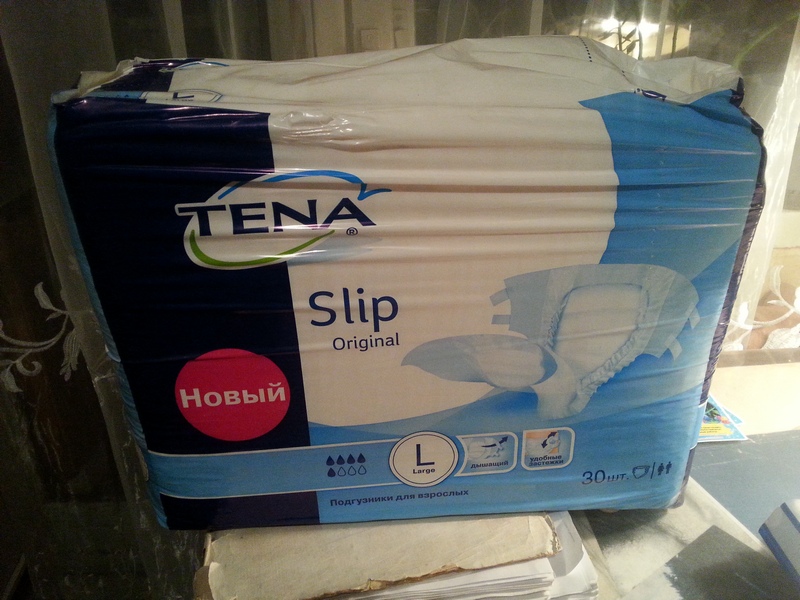 L
TENA
®
Slip
Original
Новый
L
Large
дышащий
удобные
застежки
30шт.
Подгузники для взрослых